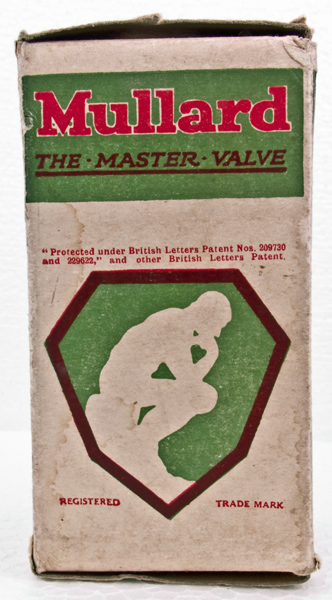 Mullard
THE · MASTER · VALVE
"Protected under British Letters Patent Nos. 209730
and 229622," and other British Letters Patent.
REGISTERED TRADE MARK